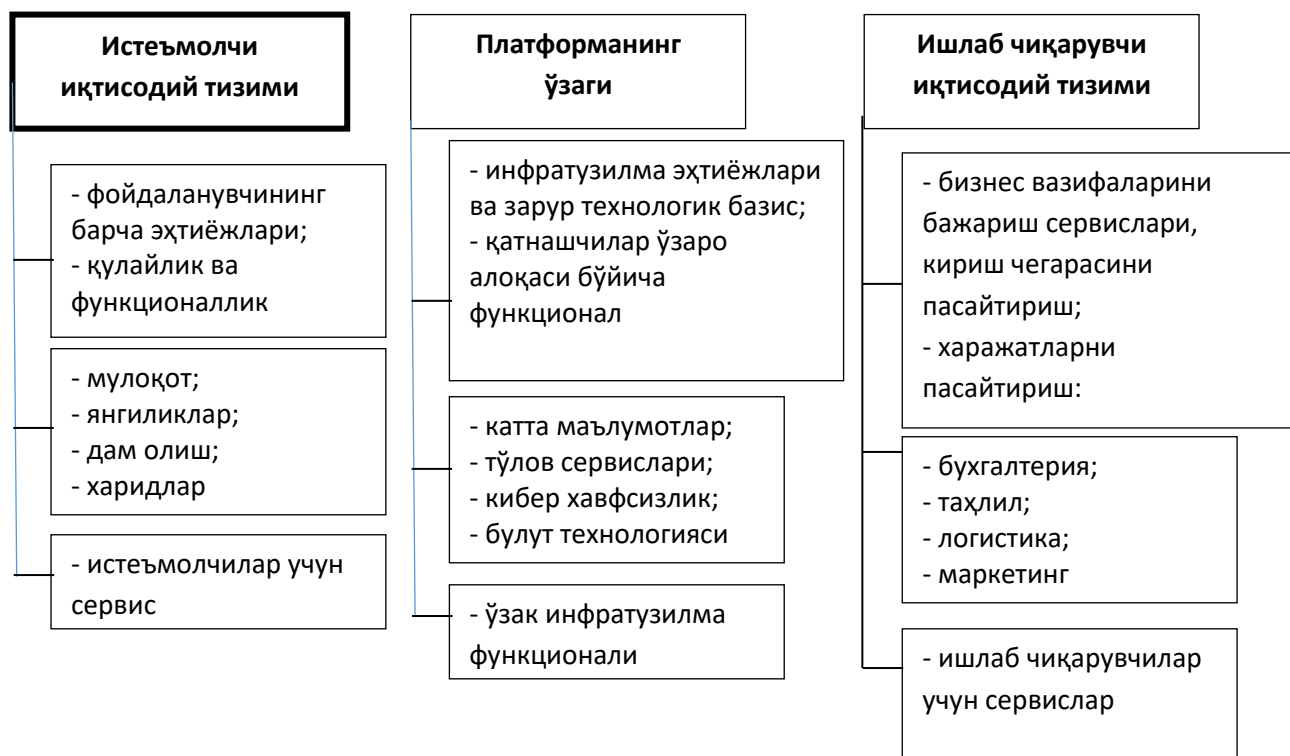 Истеъмолчи
иқтисодий тизими
- фойдаланувчининг
барча эҳтиёжлари;
- қулайлик ва
функционаллик
- мулоқот;
- янгиликлар;
- дам олиш;
- харидлар
- истеъмолчилар учун
сервис
Платформанинг
ўзаги
- инфратузилма эҳтиёжлари
ва зарур технологик базис;
- қатнашчилар ўзаро
алоқаси бўйича
функционал
- катта маълумотлар;
- тўлов сервислари;
- кибер хавфсизлик;
- булут технологияси
- ўзак инфратузилма
функционали
Ишлаб чиқарувчи
иқтисодий тизими
- бизнес вазифаларини
бажариш сервислари,
кириш чегарасини
пасайтириш;
- харажатларни
пасайтириш:
- бухгалтерия;
- таҳлил;
- логистика;
- маркетинг
- ишлаб чиқарувчилар
учун сервислар